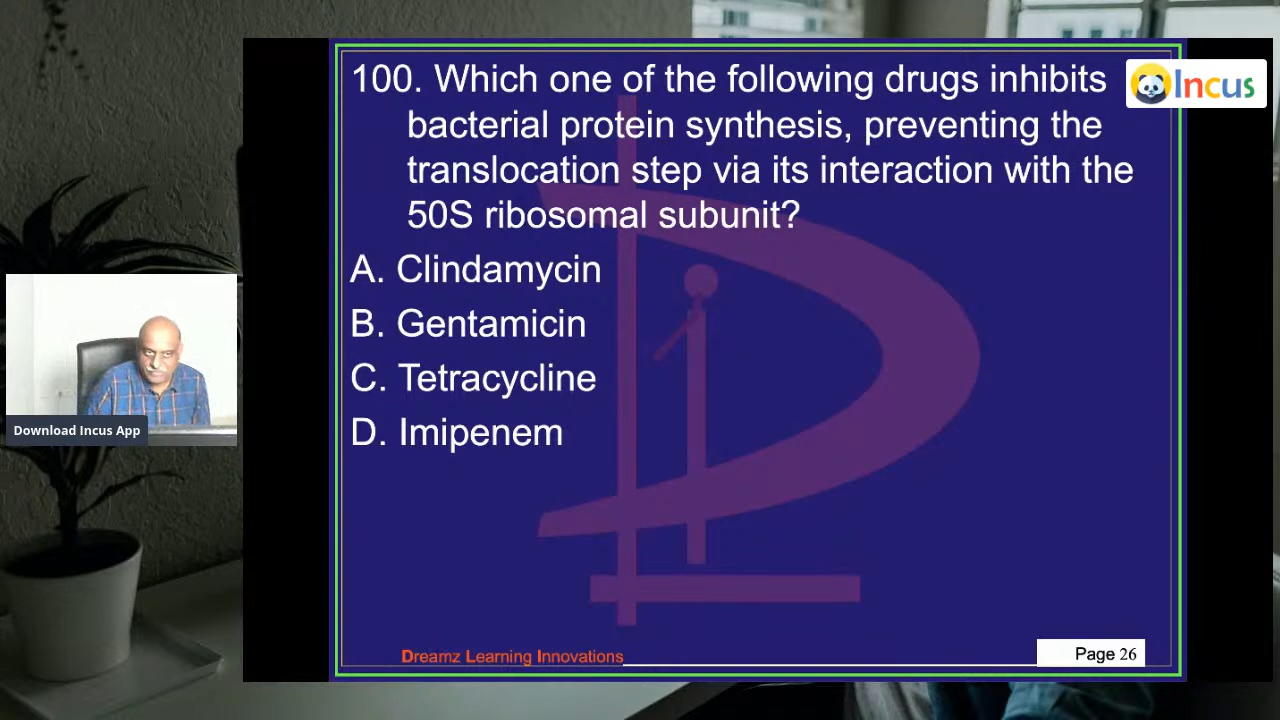 100. Which one of the following drugs inhibits
bacterial protein synthesis, preventing the
translocation step via its interaction with the
50S ribosomal subunit?
A. Clindamycin
B. Gentamicin
C. Tetracycline
D. Imipenem
Incus
Download Incus App
Dreamz Learning Innovations
Page 26